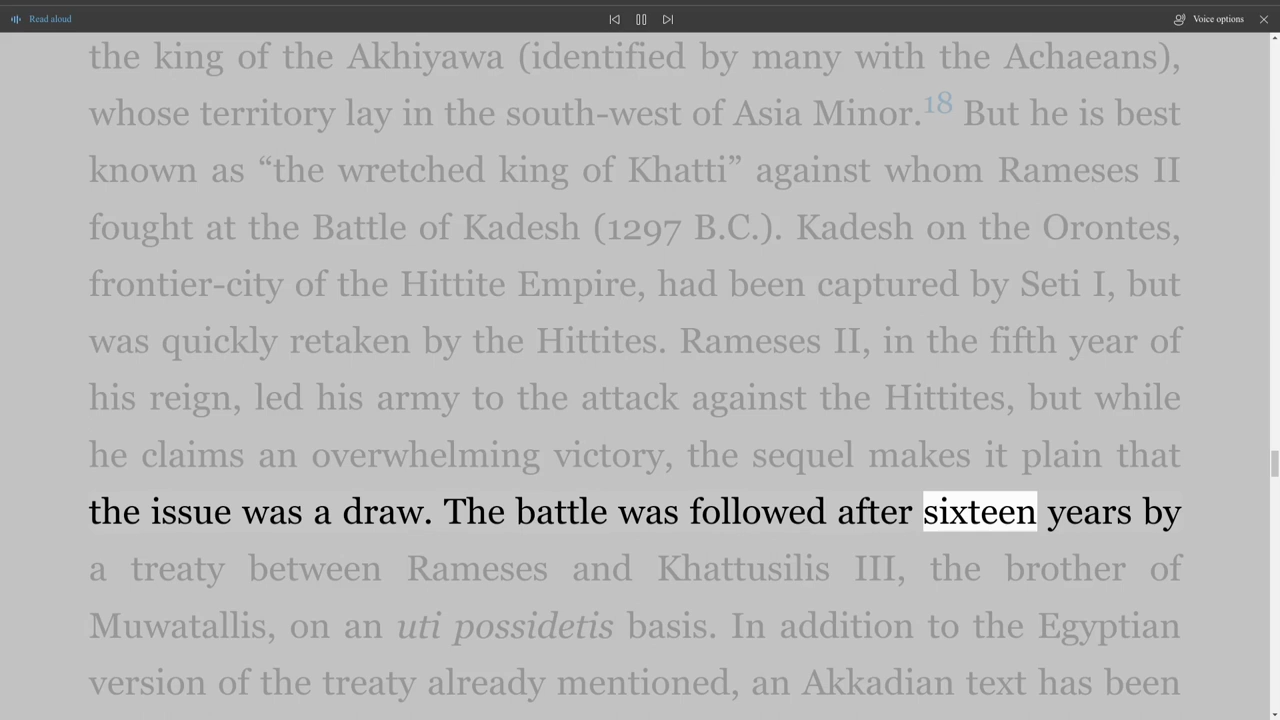 Read aloud
Voice options
the king of the Akhiyawa (identified by many with the Achaeans),
whose territory lay in the south-west of Asia Minor.18 But he is best
known as “the wretched king of Khatti” against whom Rameses II
fought at the Battle of Kadesh (1297 B.C.). Kadesh on the Orontes,
frontier-city of the Hittite Empire, had been captured by Seti I, but
was quickly retaken by the Hittites. Rameses II, in the fifth year of
his reign, led his army to the attack against the Hittites, but while
he claims an overwhelming victory, the sequel makes it plain that
the issue was a draw. The battle was followed after sixteen years by
a treaty between Rameses and Khattusilis III, the brother of
Muwatallis, on an uti possidetis basis. In addition to the Egyptian
version of the treaty already mentioned, an Akkadian text has been